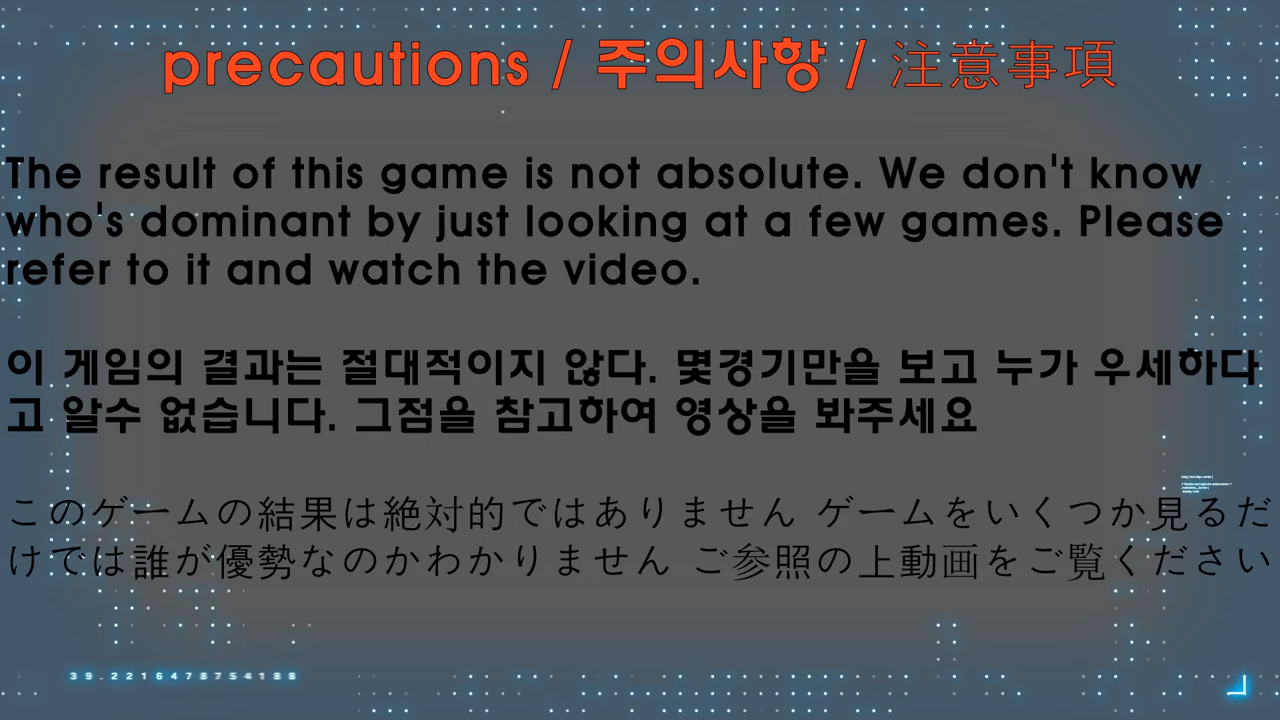 precautions / 주의사항 / 注意事項
The result of this game is not absolute. We don't know
who's dominant by just looking at a few games. Please
refer to it and watch the video.
이 게임의 결과는 절대적이지 않다. 몇경기만을 보고 누가 우세하다
고 알수 없습니다. 그점을 참고하여 영상을 봐주세요
このゲームの結果は絶対的ではありません ゲームをいくつか見るだ
けでは誰が優勢なのかわかりません ご参照の上動画をご覧ください
39.2216478754188